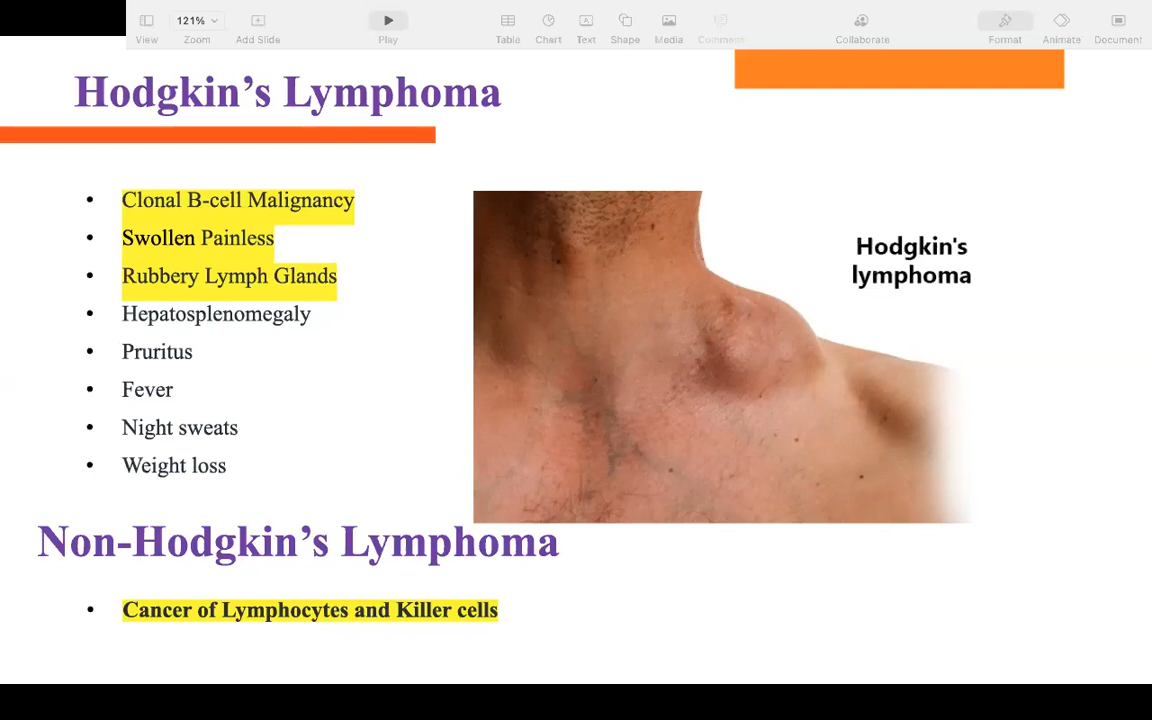 121%
View
Zoom
Add Slide
Play
Table
Chart
Text
Shape
Media
Comment
Collaborate
Format
Animate
Document
Hodgkin’s Lymphoma
• Clonal B-cell Malignancy
• Swollen Painless
• Rubbery Lymph Glands
• Hepatosplenomegaly
• Pruritus
• Fever
• Night sweats
• Weight loss
Hodgkin's
lymphoma
Non-Hodgkin’s Lymphoma
• Cancer of Lymphocytes and Killer cells